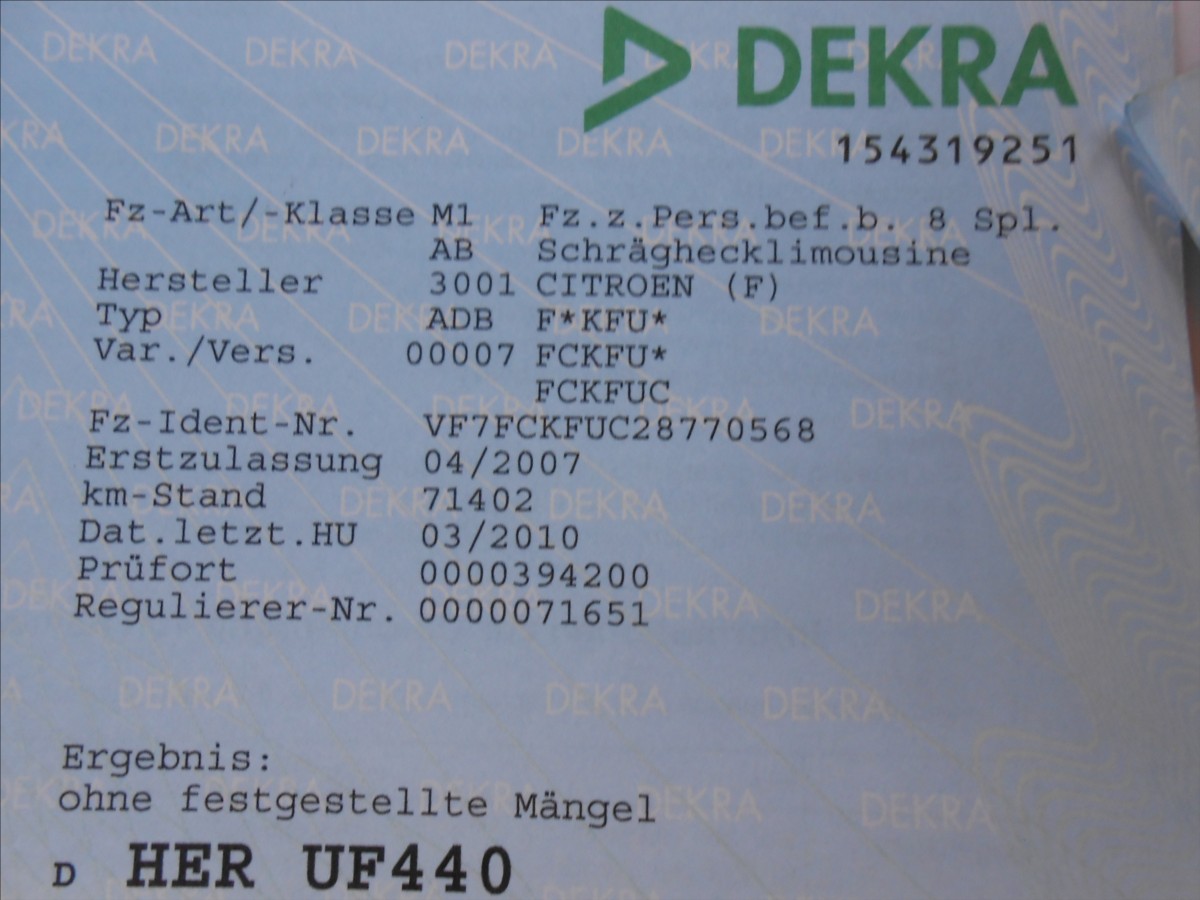 DEKRA
154319251
Fz-Art/-Klasse M1 Fz.z.Pers.bef.b. 8 Spl.
AB Schräghecklimousine
Hersteller 3001 CITROEN (F)
Typ ADB F*KFU*
Var./Vers. 00007 FCKFU*
FCKFUC
Fz-Ident-Nr. VF7FCKFUC28770568
Erstzulassung 04/2007
km-Stand 71402
Dat.letzt.HU 03/2010
Prüfort 0000394200
Regulierer-Nr. 0000071651
Ergebnis:
ohne festgestellte Mängel
D HER UF440